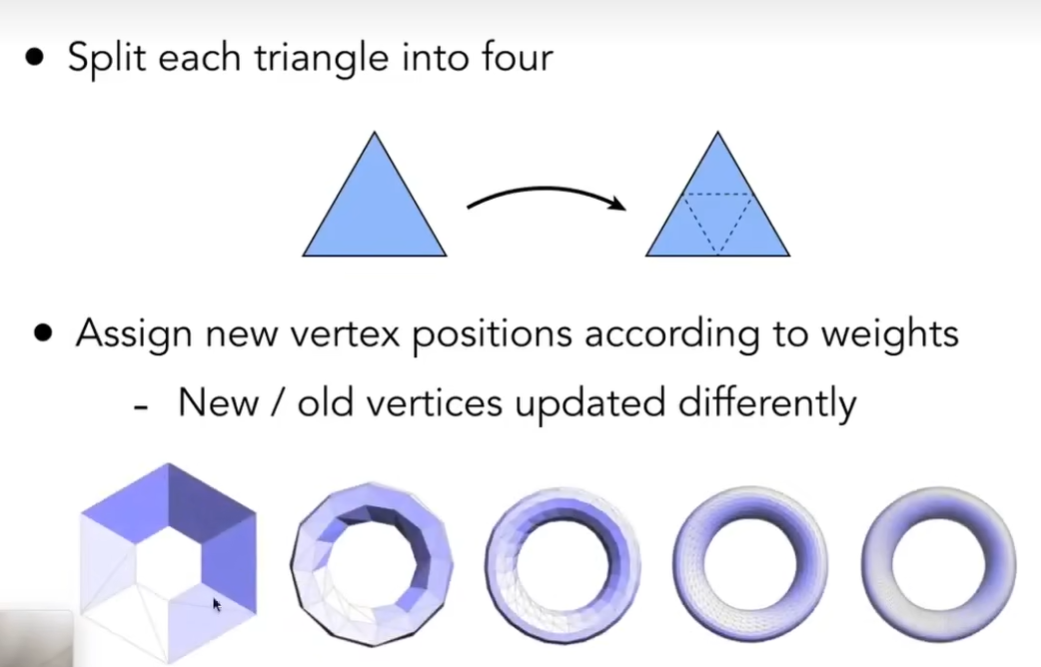 • Split each triangle into four
• Assign new vertex positions according to weights
- New / old vertices updated differently